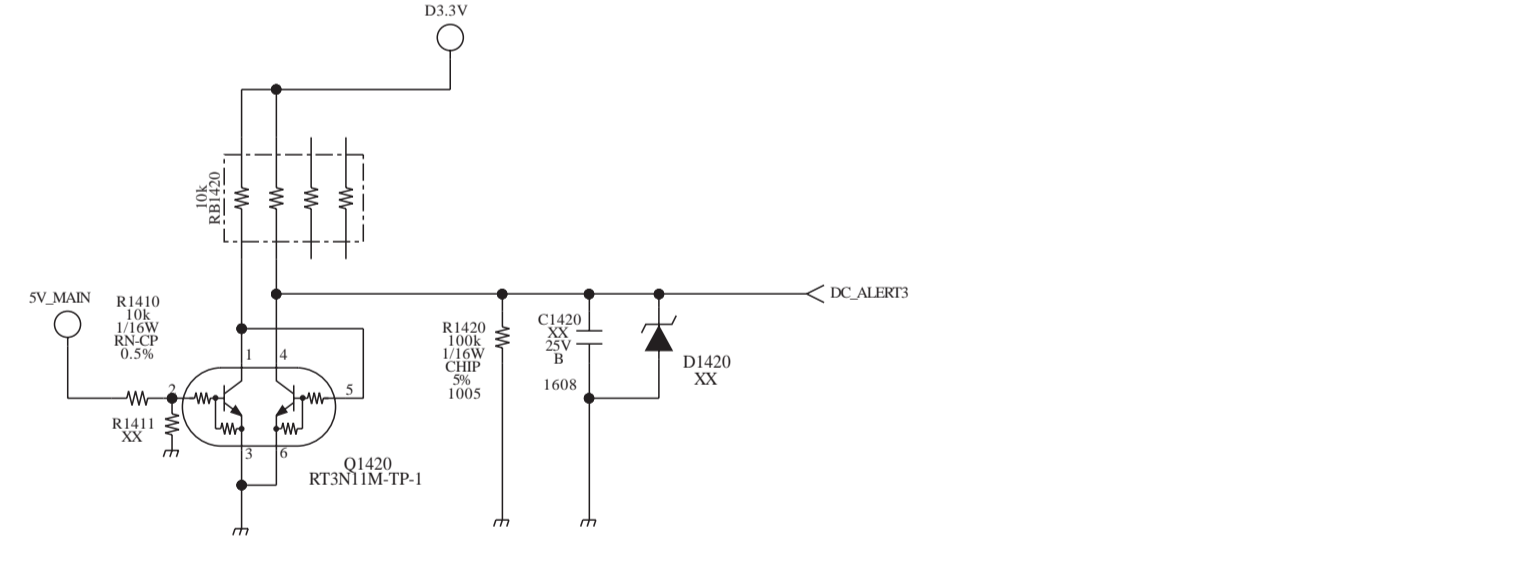 D3.3V
10k
RB1420
5V_MAIN
R1410
10k
1/16W
RN-CP
0.5%
DC_ALERT3
R1420
100k
1/16W
CHIP
5%
1005
C1420
XX
25V
B
1608
D1420
XX
1
4
2
5
R1411
XX
3
6
Q1420
RT3N11M-TP-1